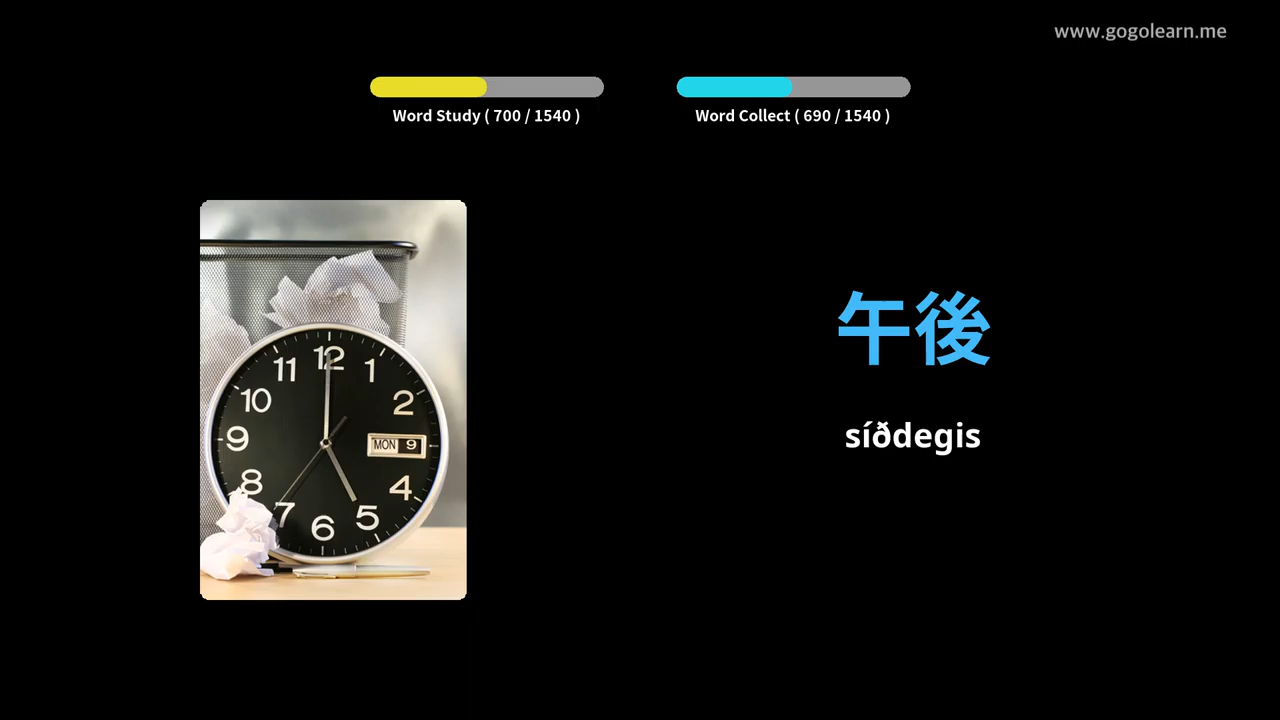 www.gogolearn.me
Word Study ( 700 / 1540 )
Word Collect ( 690 / 1540 )
12
11
1
10
2
9
MON 9
8
4
7
5
6
午後
síðdegis